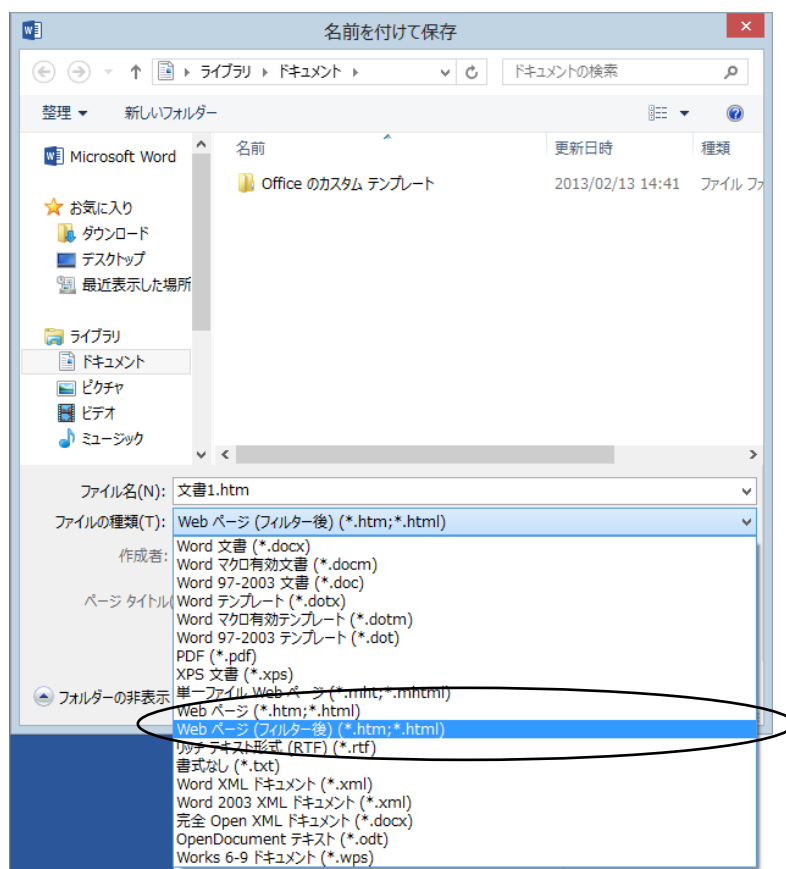 名前を付けて保存
ライブラリ ドキュメント
ドキュメントの検索
整理 新しいフォルダー
Microsoft Word
お気に入り
ダウンロード
デスクトップ
最近表示した場所
ライブラリ
ドキュメント
ピクチャ
ビデオ
ミュージック
名前 更新日時 種類
Office のカスタム テンプレート 2013/02/13 14:41 ファイル フォ
ファイル名(N): 文書1.htm
ファイルの種類(T): Web ページ (フィルター後) (*.htm;*.html)
作成者:
ページ タイトル(
フォルダーの非表示
Word 文書 (*.docx)
Word マクロ有効文書 (*.docm)
Word 97-2003 文書 (*.doc)
Word テンプレート (*.dotx)
Word マクロ有効テンプレート (*.dotm)
Word 97-2003 テンプレート (*.dot)
PDF (*.pdf)
XPS 文書 (*.xps)
単一ファイル Web ページ (*.mht;*.mhtml)
Web ページ (*.htm;*.html)
Web ページ (フィルター後) (*.htm;*.html)
リッチ テキスト形式 (RTF) (*.rtf)
書式なし (*.txt)
Word XML ドキュメント (*.xml)
Word 2003 XML ドキュメント (*.xml)
完全 Open XML ドキュメント (*.docx)
OpenDocument テキスト (*.odt)
Works 6-9 ドキュメント (*.wps)